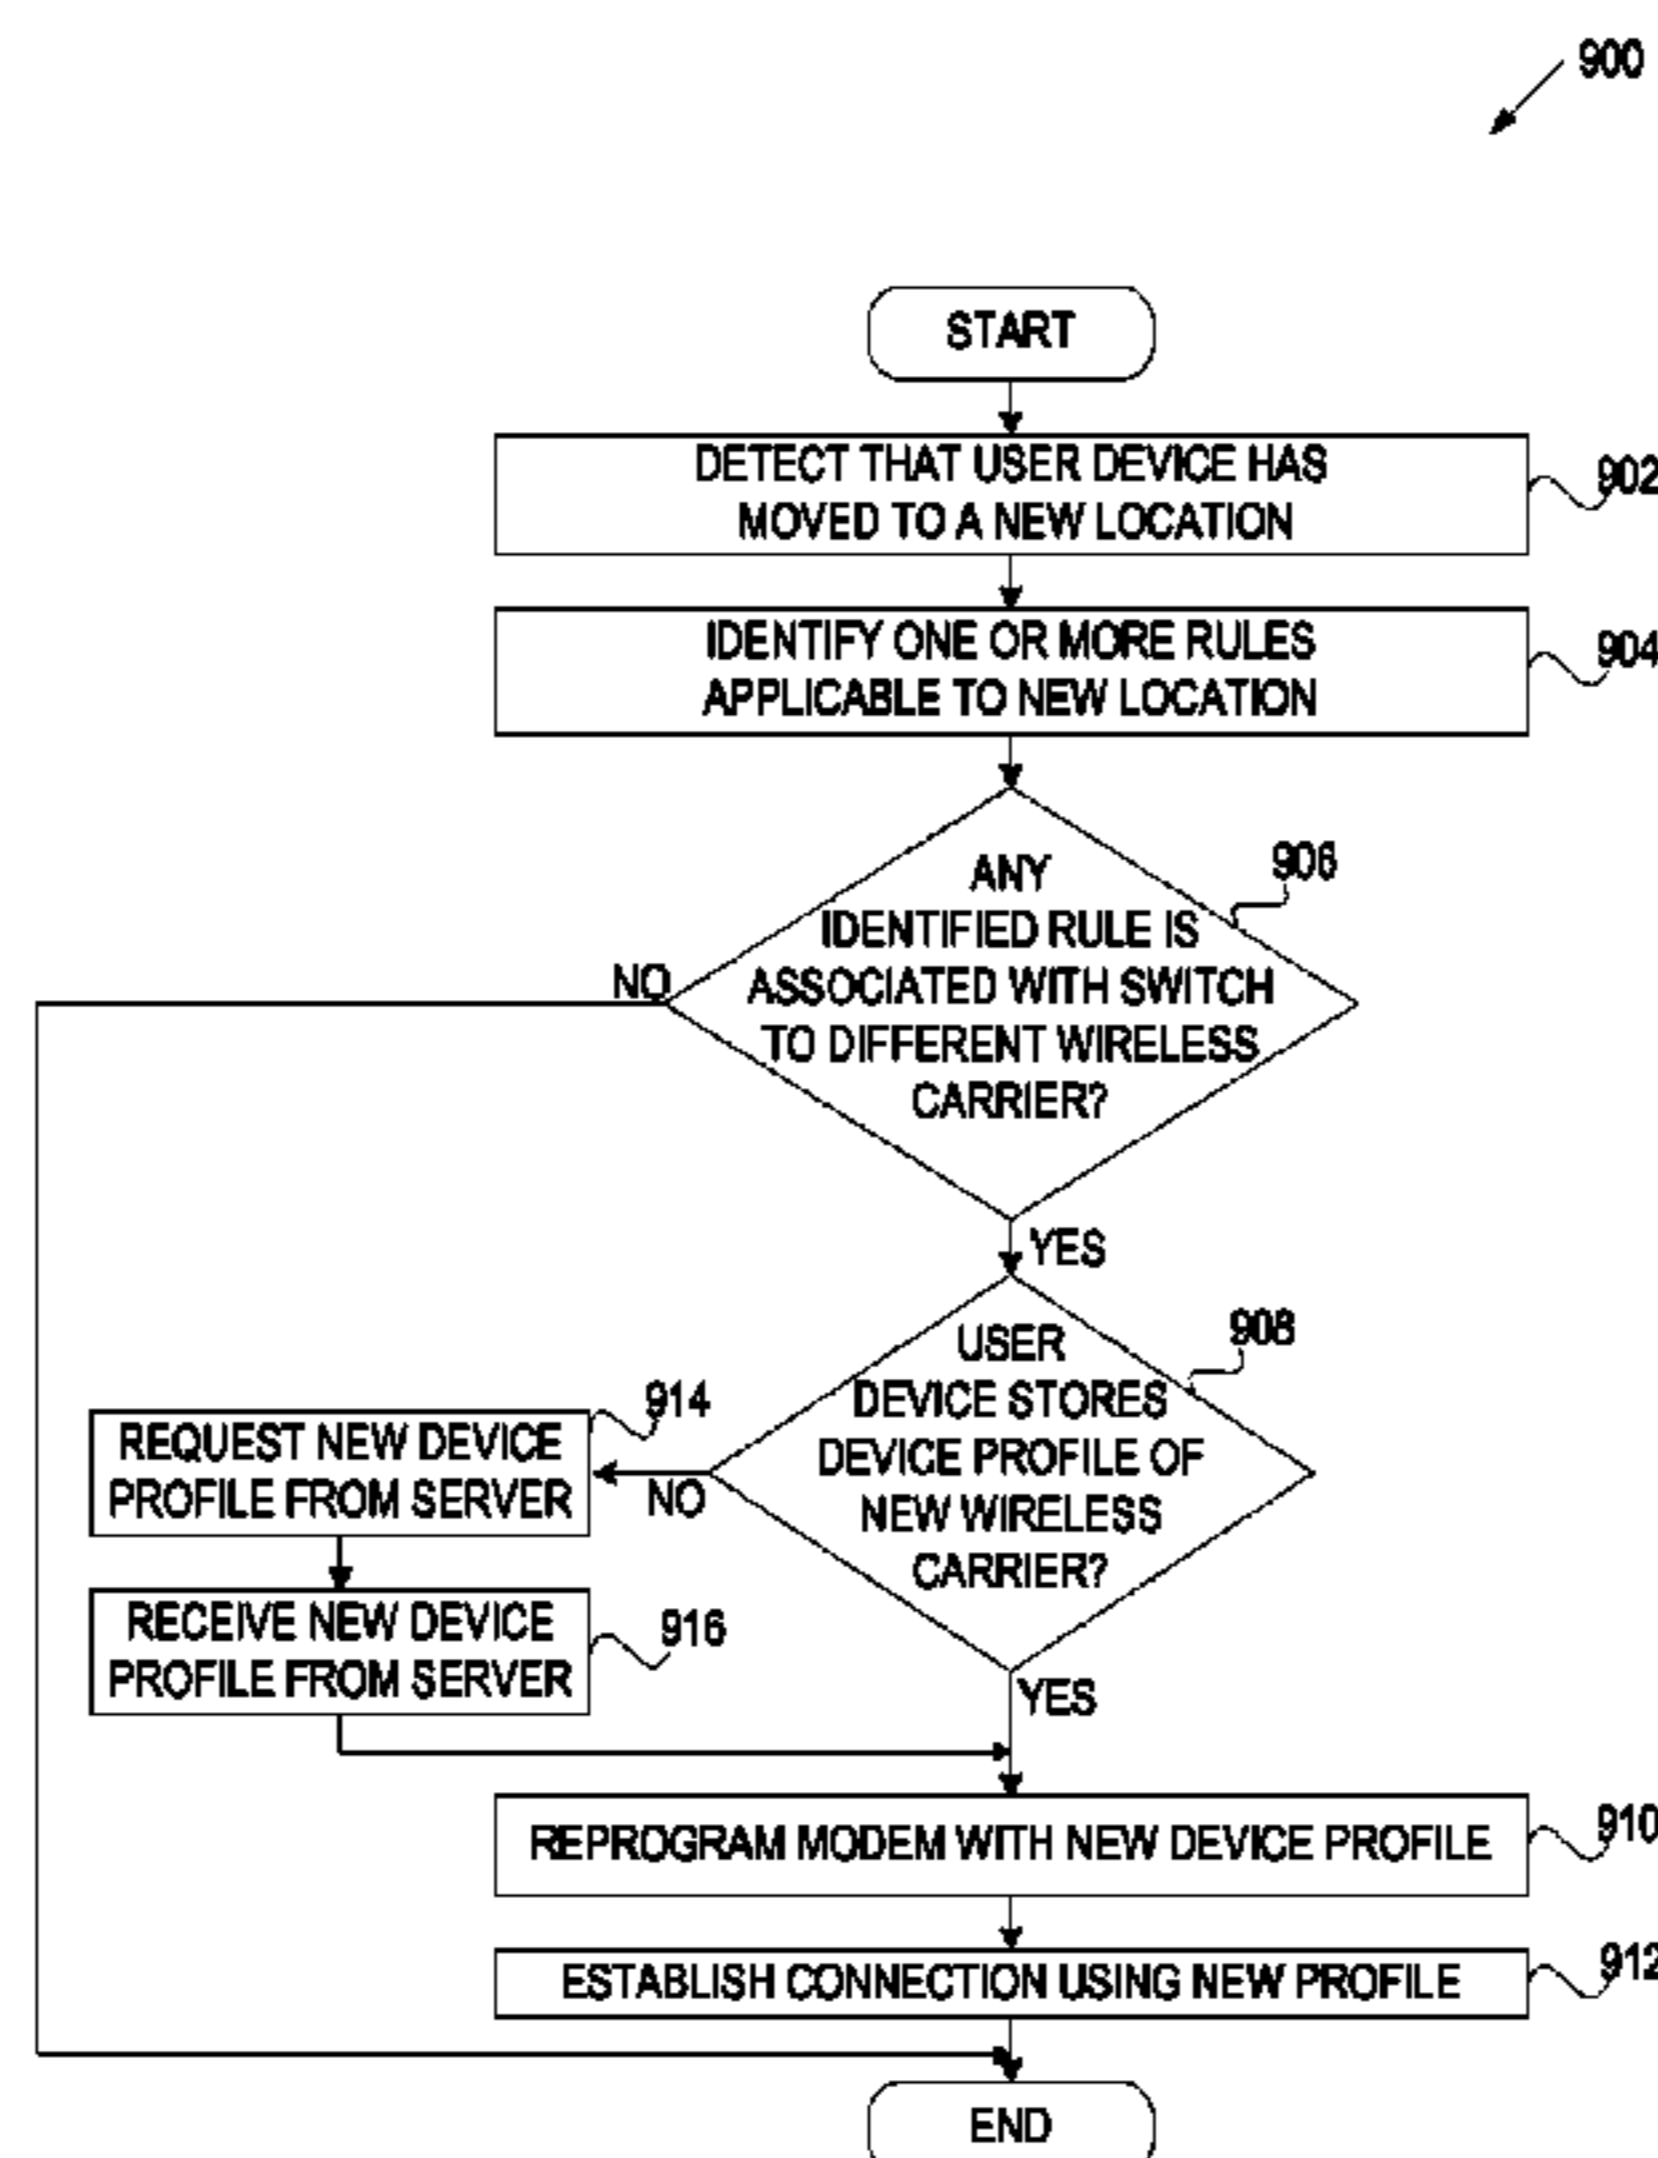 900
START
DETECT THAT USER DEVICE HAS
MOVED TO A NEW LOCATION
902
IDENTIFY ONE OR MORE RULES
APPLICABLE TO NEW LOCATION
904
ANY
IDENTIFIED RULE IS
ASSOCIATED WITH SWITCH
TO DIFFERENT WIRELESS
CARRIER?
906
NO
YES
USER
DEVICE STORES
DEVICE PROFILE OF
NEW WIRELESS
CARRIER?
908
NO
914
REQUEST NEW DEVICE
PROFILE FROM SERVER
RECEIVE NEW DEVICE
PROFILE FROM SERVER
916
YES
REPROGRAM MODEM WITH NEW DEVICE PROFILE
910
ESTABLISH CONNECTION USING NEW PROFILE
912
END